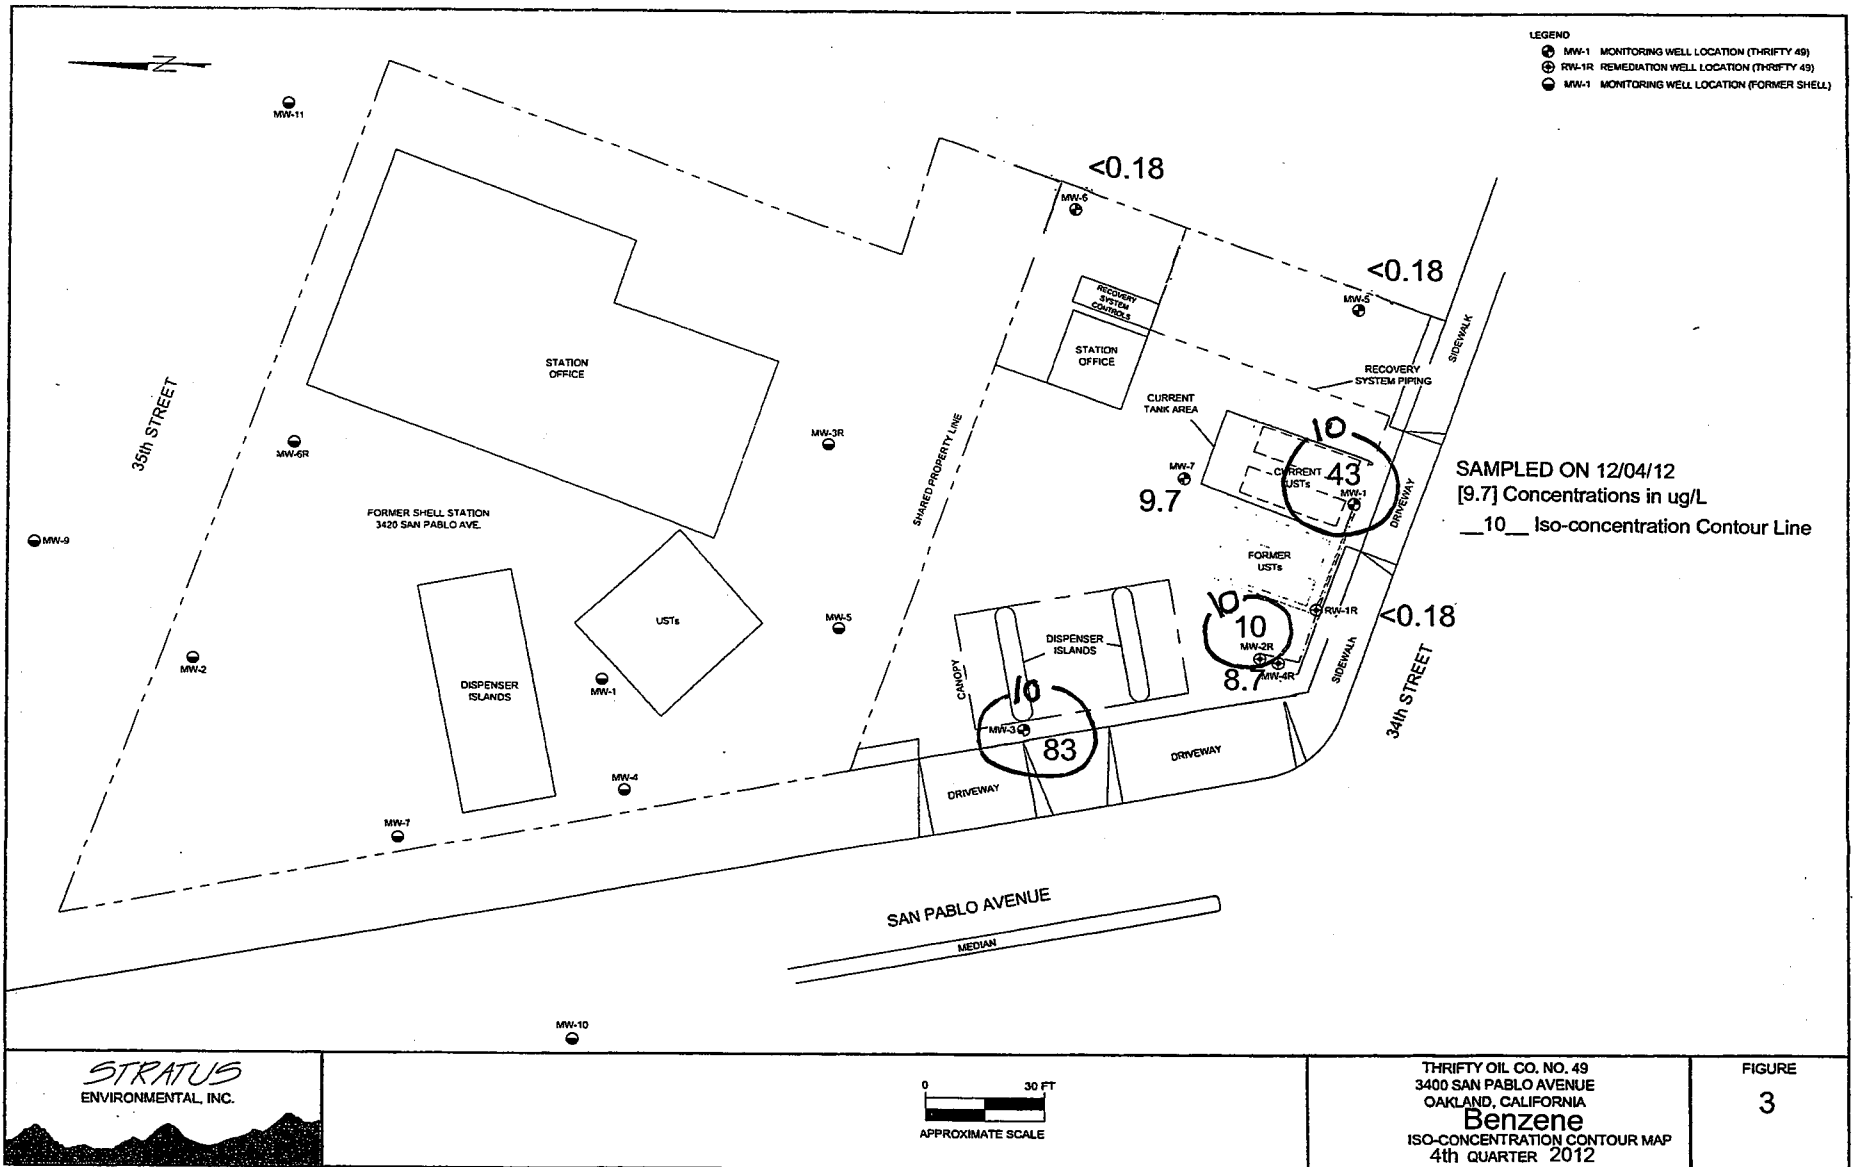 LEGEND
MW-1 MONITORING WELL LOCATION (THRIFTY 49)
RW-1R REMEDIATION WELL LOCATION (THRIFTY 49)
MW-1 MONITORING WELL LOCATION (FORMER SHELL)
N
MW-11
<0.18
MW-6
<0.18
MW-5
RECOVERY
SYSTEM
CONTROLS
STATION
OFFICE
SIDEWALK
STATION
OFFICE
RECOVERY
SYSTEM PIPING
CURRENT
TANK AREA
35th STREET
MW-6R
MW-3R
SHARED PROPERTY LINE
10
MW-7
9.7
CURRENT
USTs
43
MW-1
DRIVEWAY
SAMPLED ON 12/04/12
[9.7] Concentrations in ug/L
__10__ Iso-concentration Contour Line
FORMER SHELL STATION
3420 SAN PABLO AVE.
MW-9
FORMER
USTs
10
10
RW-1R
<0.18
MW-2R
MW-4R
8.7
SIDEWALK
34th STREET
USTs
MW-5
DISPENSER
ISLANDS
CANOPY
MW-2
DISPENSER
ISLANDS
MW-1
10
MW-3
83
DRIVEWAY
DRIVEWAY
MW-4
MW-7
SAN PABLO AVENUE
MEDIAN
MW-10
STRATUS
ENVIRONMENTAL, INC.
0 30 FT
APPROXIMATE SCALE
THRIFTY OIL CO. NO. 49
3400 SAN PABLO AVENUE
OAKLAND, CALIFORNIA
Benzene
ISO-CONCENTRATION CONTOUR MAP
4th QUARTER 2012
FIGURE
3